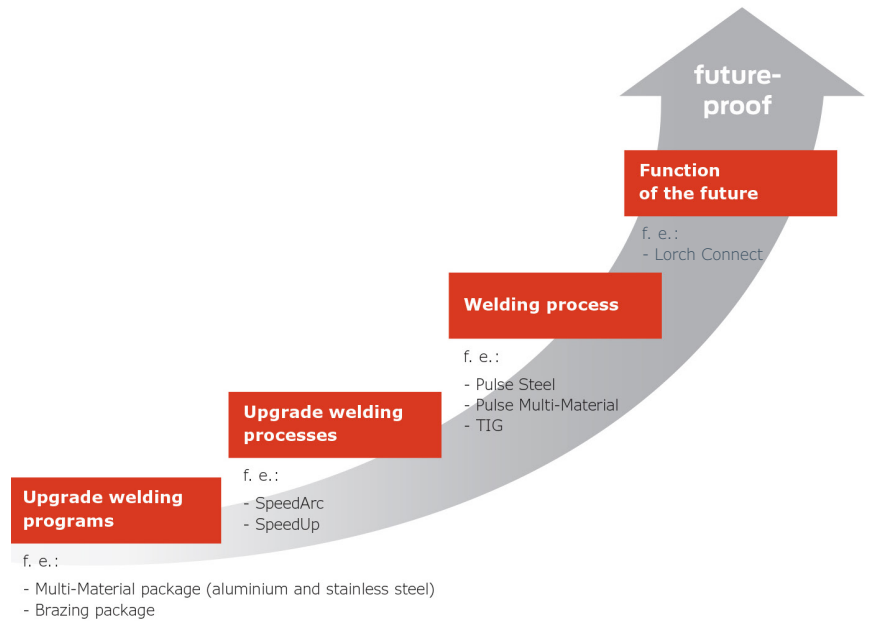 future-
proof
Function
of the future
f. e.:
- Lorch Connect
Welding process
f. e.:
- Pulse Steel
- Pulse Multi-Material
- TIG
Upgrade welding
processes
f. e.:
- SpeedArc
- SpeedUp
Upgrade welding
programs
f. e.:
- Multi-Material package (aluminium and stainless steel)
- Brazing package